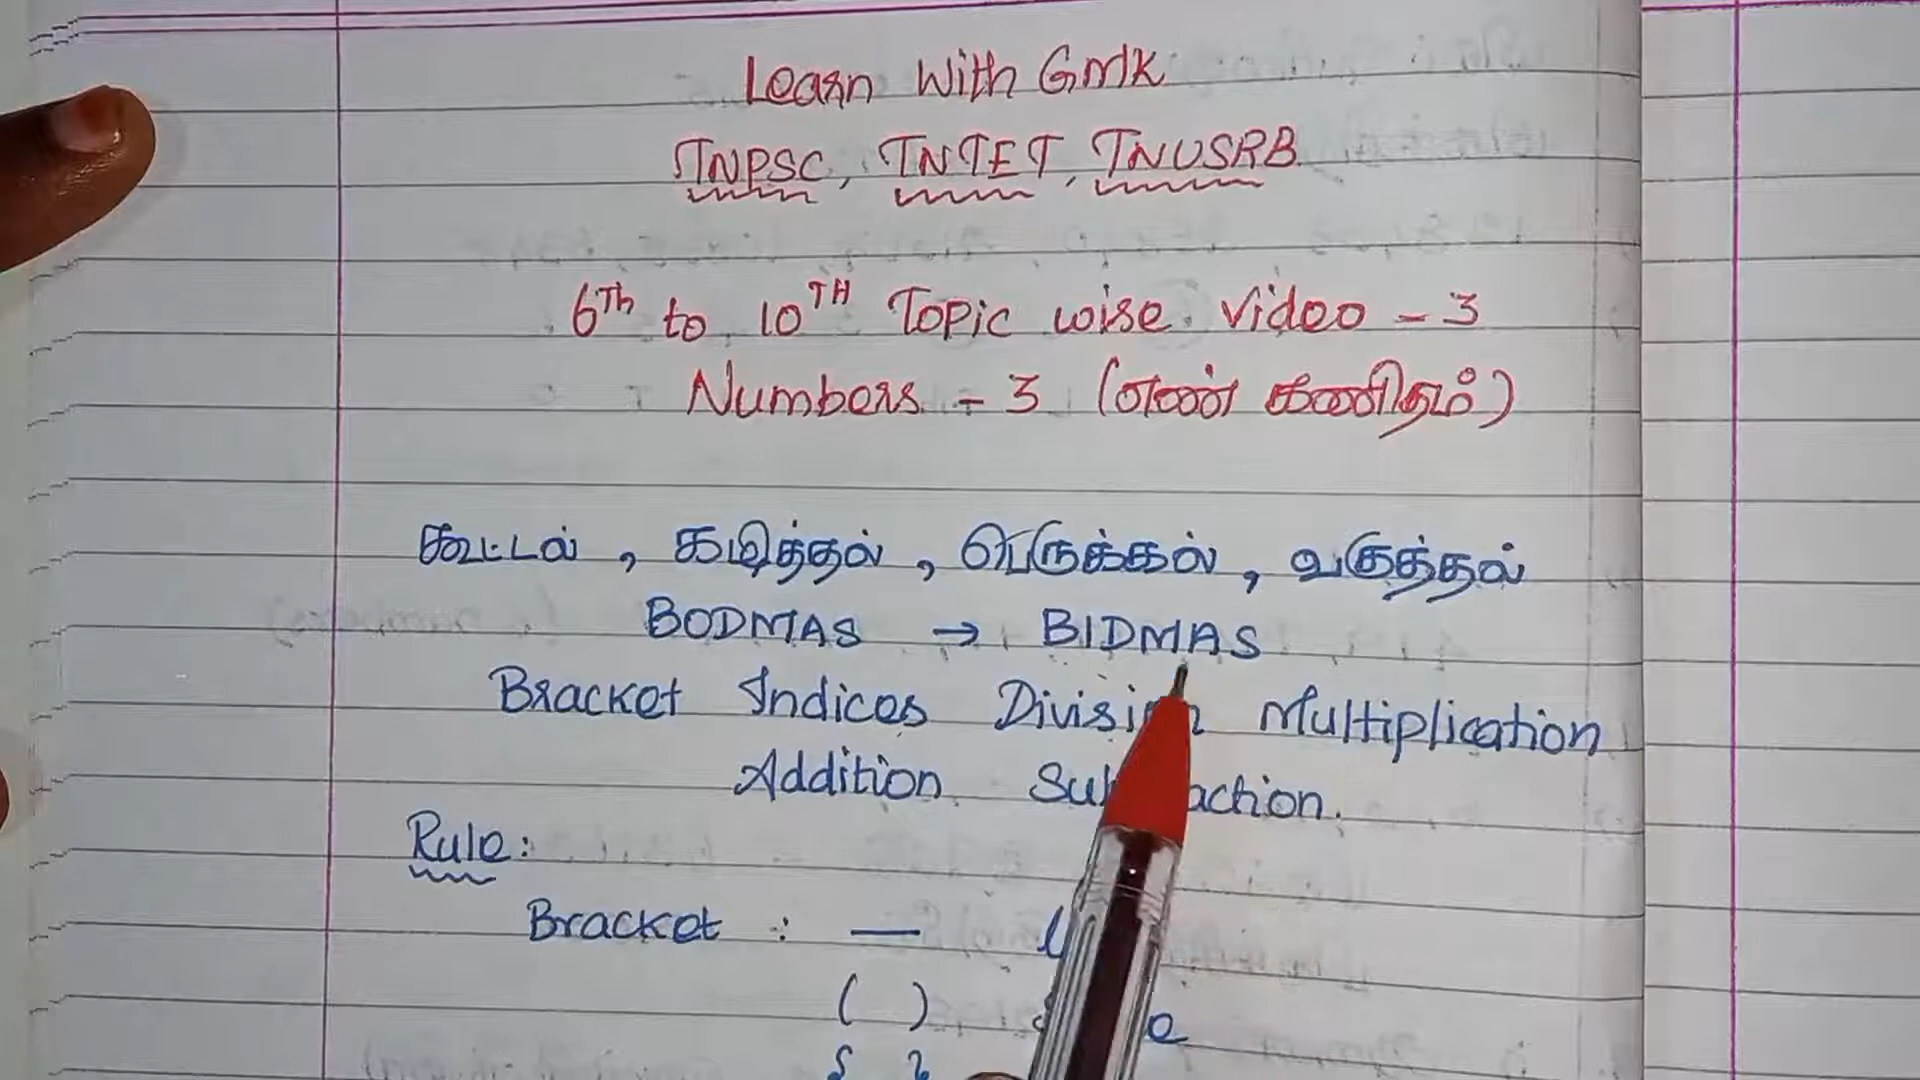 Learn With GMK
TNPSC, TNTET, TNUSRB
6Th to 10TH Topic wise video - 3
Numbers - 3 (எண் கணிதம்)
கூட்டல் , கழித்தல் , பெருக்கல் , வகுத்தல்
BODMAS → BIDMAS
Bracket Indices Division Multiplication
Addition Subtraction.
Rule:
Bracket : —
( )
{ }